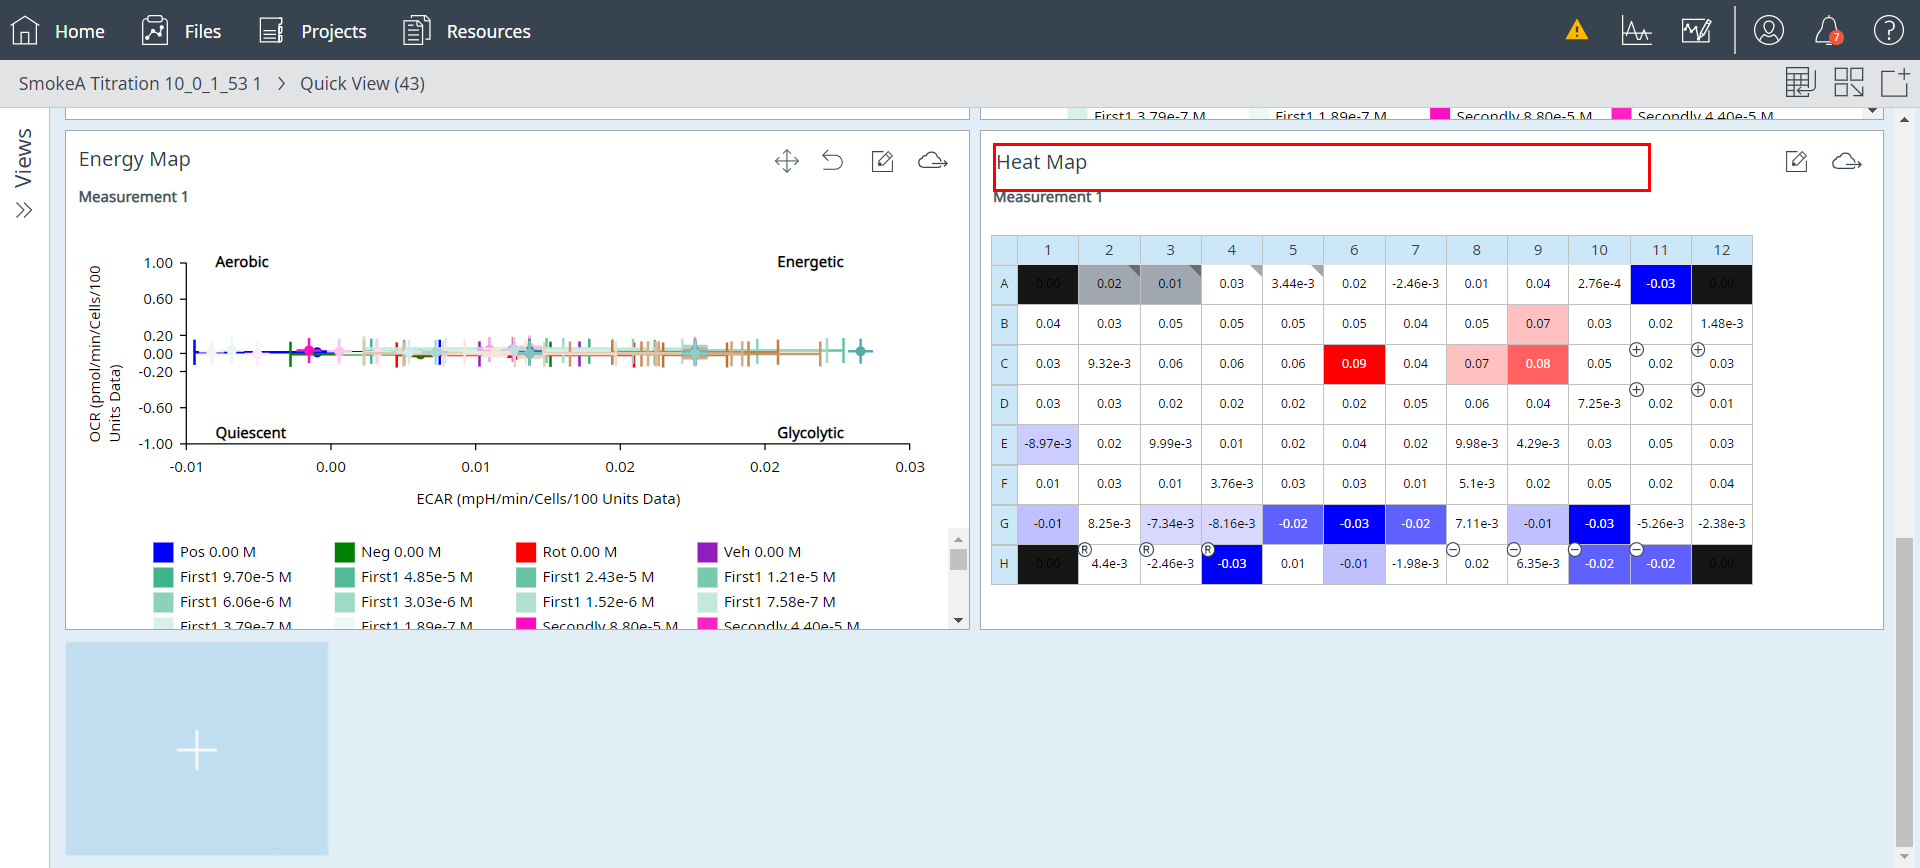 Home Files Projects Resources 7
SmokeA Titration 10_0_1_53 1 > Quick View (43)
Views
First1 3.79e-7 M First1 1.89e-7 M Secondly 8.80e-5 M Secondly 4.40e-5 M
Energy Map
Measurement 1
OCR (pmol/min/Cells/100
Units Data)
1.00
0.60
0.20
0.00
-0.20
-0.60
-1.00
Aerobic Energetic
Quiescent Glycolytic
-0.01 0.00 0.01 0.02 0.02 0.03
ECAR (mpH/min/Cells/100 Units Data)
Pos 0.00 M Neg 0.00 M Rot 0.00 M Veh 0.00 M
First1 9.70e-5 M First1 4.85e-5 M First1 2.43e-5 M First1 1.21e-5 M
First1 6.06e-6 M First1 3.03e-6 M First1 1.52e-6 M First1 7.58e-7 M
First1 3.79e-7 M First1 1.89e-7 M Secondly 8.80e-5 M Secondly 4.40e-5 M
Heat Map
Measurement 1
1 2 3 4 5 6 7 8 9 10 11 12
A 0.00 0.02 0.01 0.03 3.44e-3 0.02 -2.46e-3 0.01 0.04 2.76e-4 -0.03 0.00
B 0.04 0.03 0.05 0.05 0.05 0.05 0.04 0.05 0.07 0.03 0.02 1.48e-3
C 0.03 9.32e-3 0.06 0.06 0.06 0.09 0.04 0.07 0.08 0.05 0.02 0.03
D 0.03 0.03 0.02 0.02 0.02 0.02 0.05 0.06 0.04 7.25e-3 0.02 0.01
E -8.97e-3 0.02 9.99e-3 0.01 0.02 0.04 0.02 9.98e-3 4.29e-3 0.03 0.05 0.03
F 0.01 0.03 0.01 3.76e-3 0.03 0.03 0.01 5.1e-3 0.02 0.05 0.02 0.04
G -0.01 8.25e-3 -7.34e-3 -8.16e-3 -0.02 -0.03 -0.02 7.11e-3 -0.01 -0.03 -5.26e-3 -2.38e-3
R R R
H 0.00 4.4e-3 -2.46e-3 -0.03 0.01 -0.01 -1.98e-3 0.02 6.35e-3 -0.02 -0.02 0.00